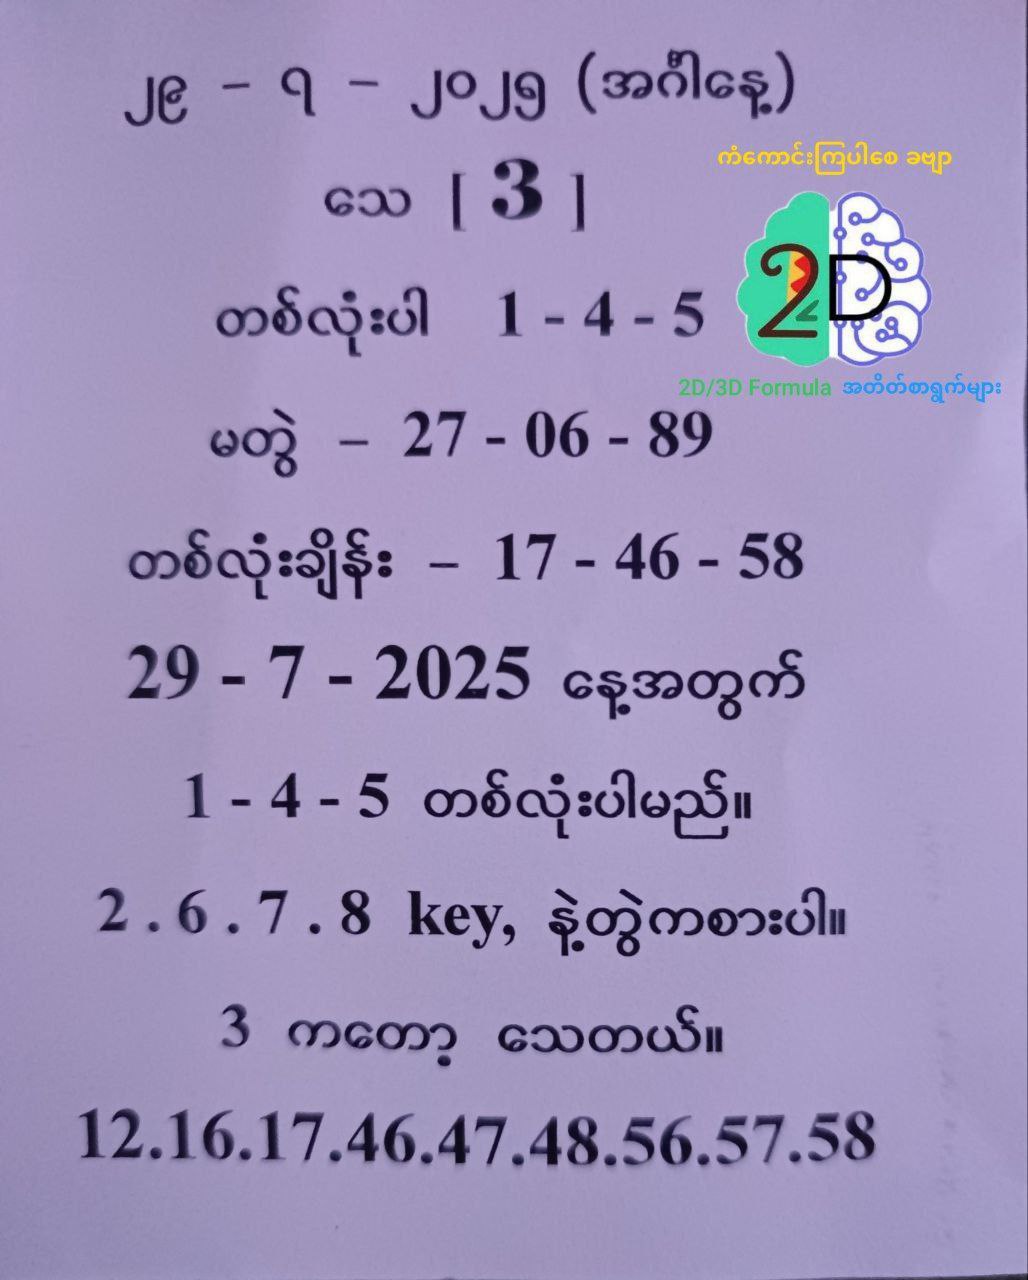 ၂၉ - ၇ - ၂၀၂၅ (အင်္ဂါနေ့)
ကံကောင်းကြပါစေ ခဗျာ
သေ [ 3 ]
2D
တစ်လုံးပါ 1 - 4 - 5
2D/3D Formula အတိတ်စာရွက်များ
မတွဲ – 27 - 06 - 89
တစ်လုံးချိန်း – 17 - 46 - 58
29 - 7 - 2025 နေ့အတွက်
1 - 4 - 5 တစ်လုံးပါမည်။
2 . 6 . 7 . 8 key, နဲ့တွဲကစားပါ။
3 ကတော့ သေတယ်။
12.16.17.46.47.48.56.57.58